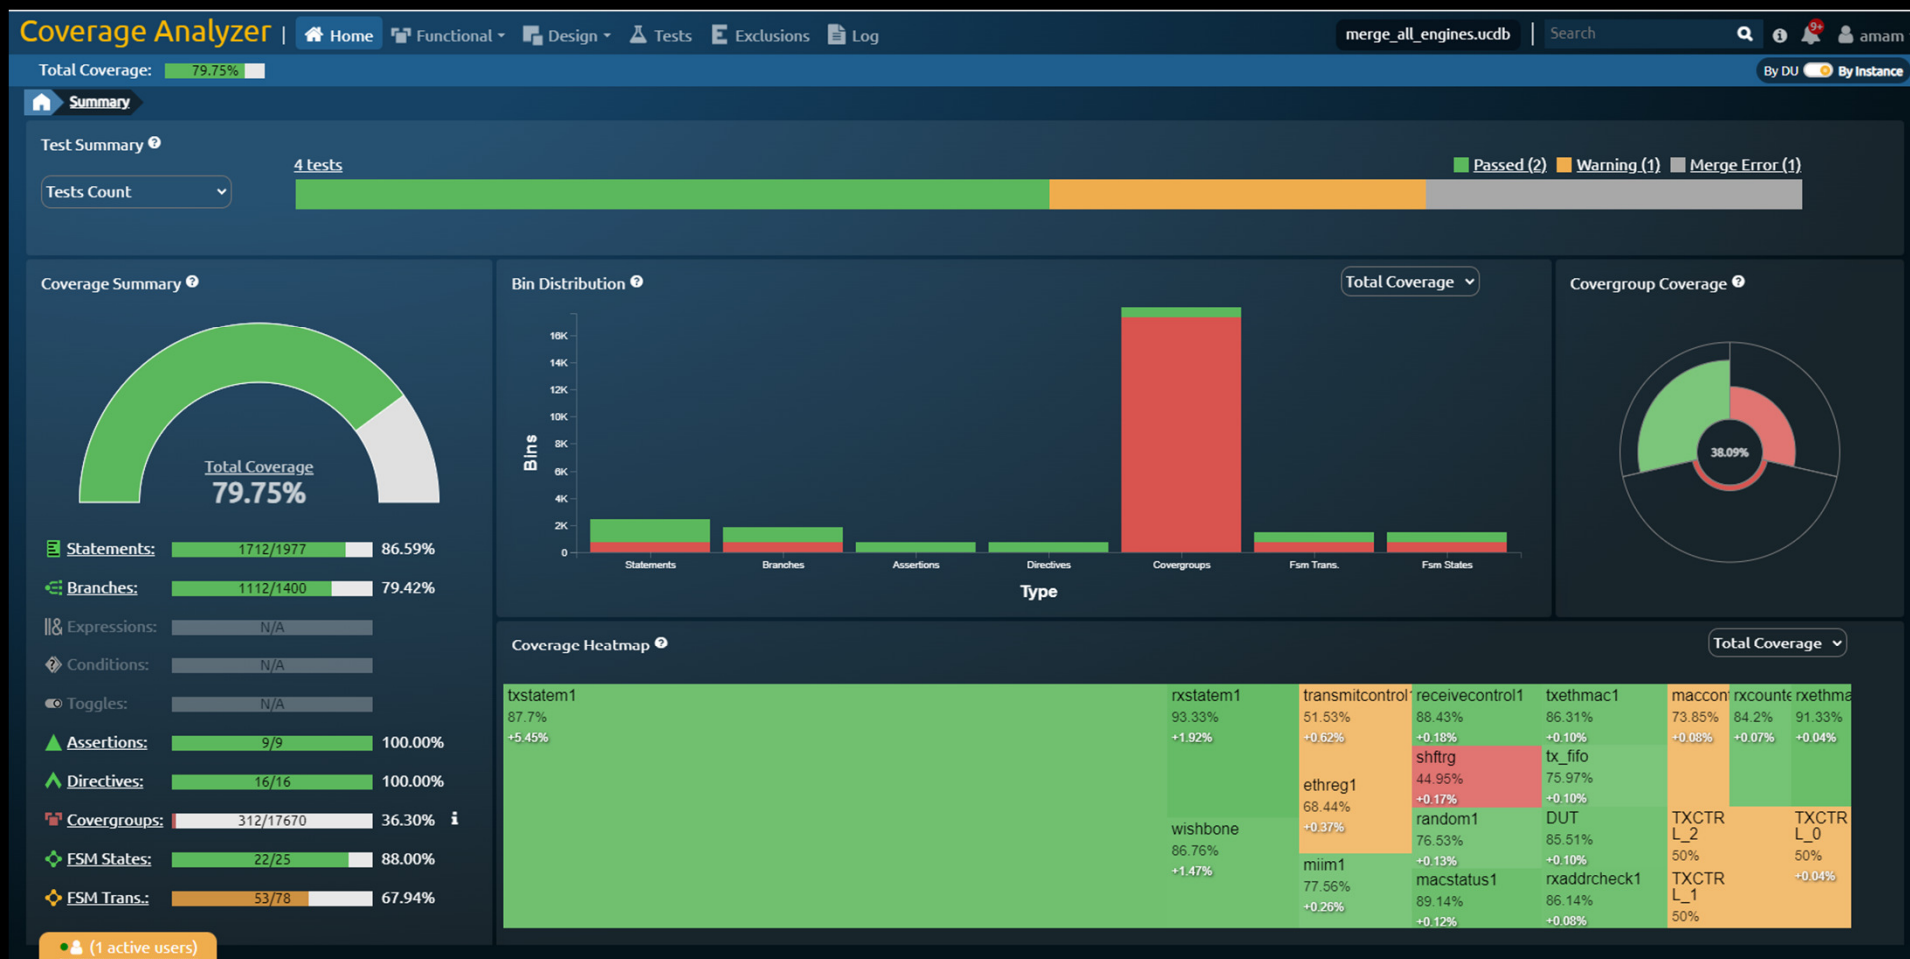 Coverage Analyzer | Home Functional Design Tests Exclusions Log merge_all_engines.ucdb Search 9+ amam
Total Coverage: 79.75% By DU By Instance
Summary
Test Summary
Tests Count
4 tests
Passed (2) Warning (1) Merge Error (1)
Coverage Summary
Total Coverage
79.75%
Statements: 1712/1977 86.59%
Branches: 1112/1400 79.42%
Expressions: N/A
Conditions: N/A
Toggles: N/A
Assertions: 9/9 100.00%
Directives: 16/16 100.00%
Covergroups: 312/17670 36.30%
FSM States: 22/25 88.00%
FSM Trans.: 53/78 67.94%
(1 active users)
Bin Distribution
Total Coverage
16K
14K
12K
10K
8K
6K
4K
2K
0
Bins
Statements Branches Assertions Directives Covergroups Fsm Trans. Fsm States
Type
Covergroup Coverage
38.09%
Coverage Heatmap
Total Coverage
txstatem1
87.7%
+5.45%
rxstatem1
93.33%
+1.92%
wishbone
86.76%
+1.47%
transmitcontrol1
51.53%
+0.62%
ethreg1
68.44%
+0.37%
miim1
77.56%
+0.26%
receivecontrol1
88.43%
+0.18%
shftrg
44.95%
+0.17%
random1
76.53%
+0.13%
macstatus1
89.14%
+0.12%
txethmac1
86.31%
+0.10%
tx_fifo
75.97%
+0.10%
DUT
85.51%
+0.10%
rxaddrcheck1
86.14%
+0.08%
maccon
73.85%
+0.08%
rxcounte
84.2%
+0.07%
rxethma
91.33%
+0.04%
TXCTR
L_2
50%
TXCTR
L_1
50%
TXCTR
L_0
50%
+0.04%